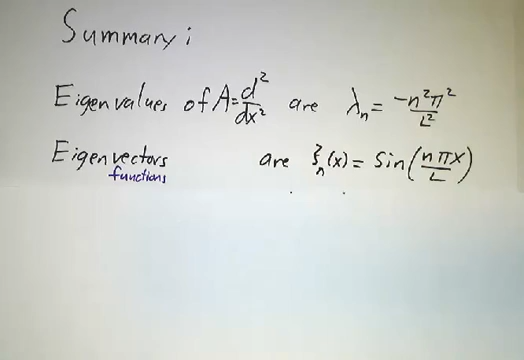 Summary:
Eigenvalues of A = d²/dx² are λₙ = -n²π²/L²
Eigenvectors are ξₙ(x) = Sin(nπx/L)
functions